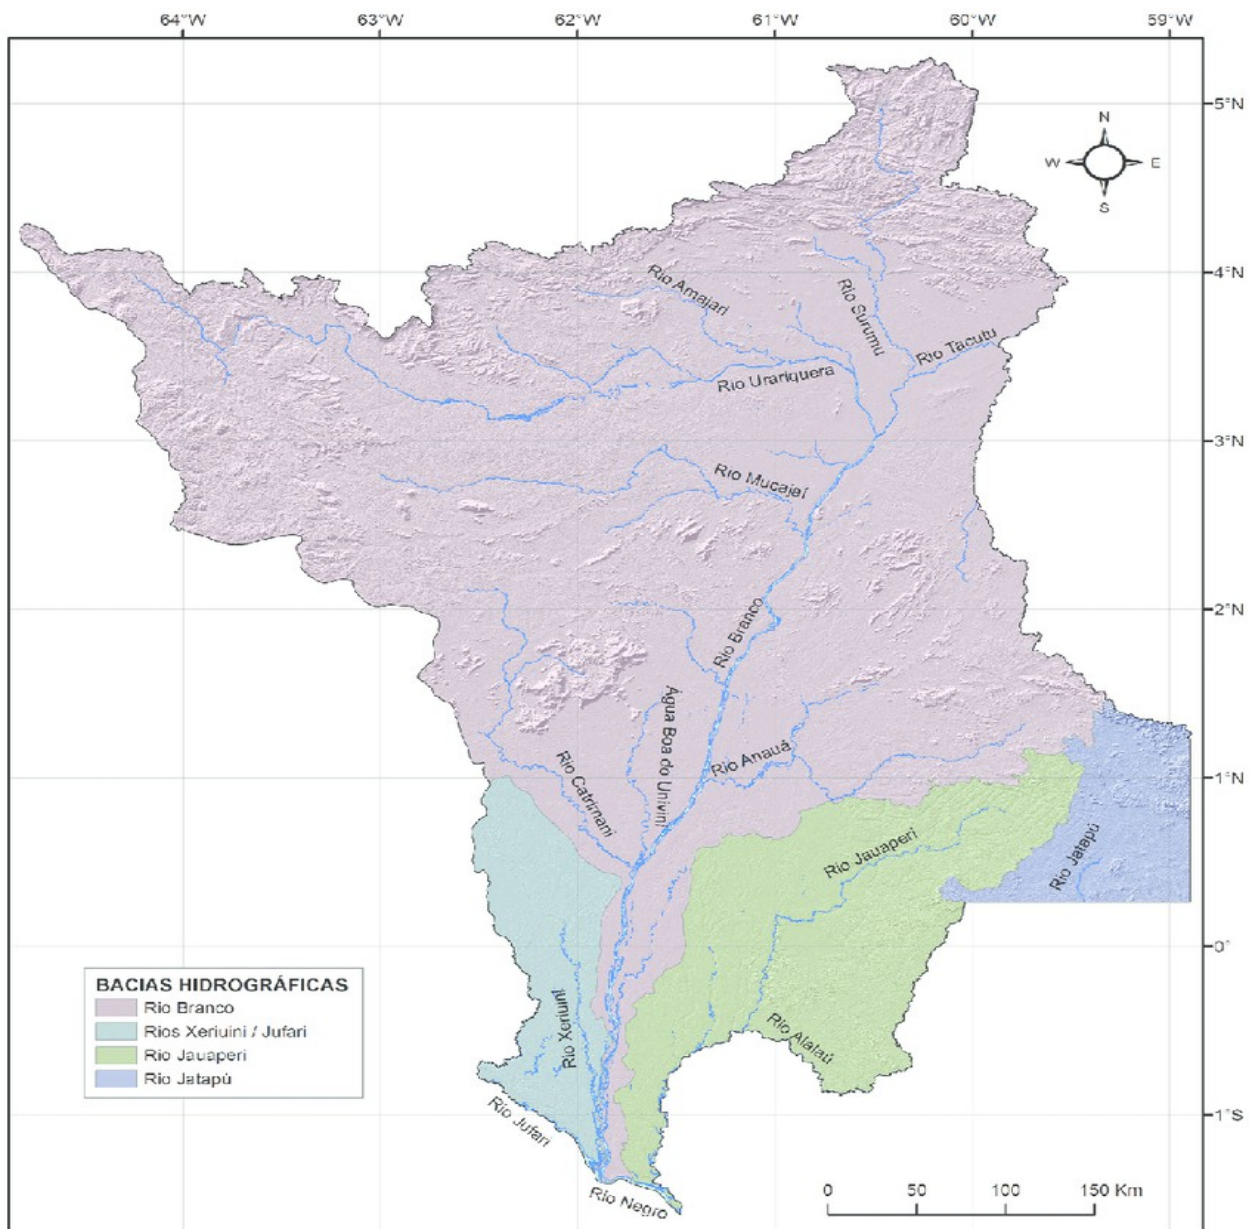 64°W 63°W 62°W 61°W 60°W 59°W
5°N
N
W E
S
4°N
Rio Amajari
Rio Surumu
Rio Tacutu
Rio Urariquera
3°N
Rio Mucajaí
2°N
Rio Branco
Água Boa do Univini
Rio Anauá
1°N
Rio Catrimani
Rio Jauaperi
Rio Jatapú
0°
BACIAS HIDROGRÁFICAS
Rio Branco
Rios Xeriuini / Jufari
Rio Jauaperi
Rio Jatapú
Rio Xeriuini
Rio Alalaú
1°S
Rio Jufari
Rio Negro
0 50 100 150 Km